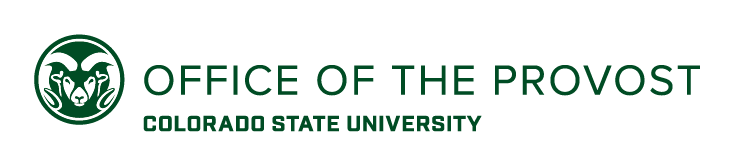 OFFICE OF THE PROVOST
COLORADO STATE UNIVERSITY